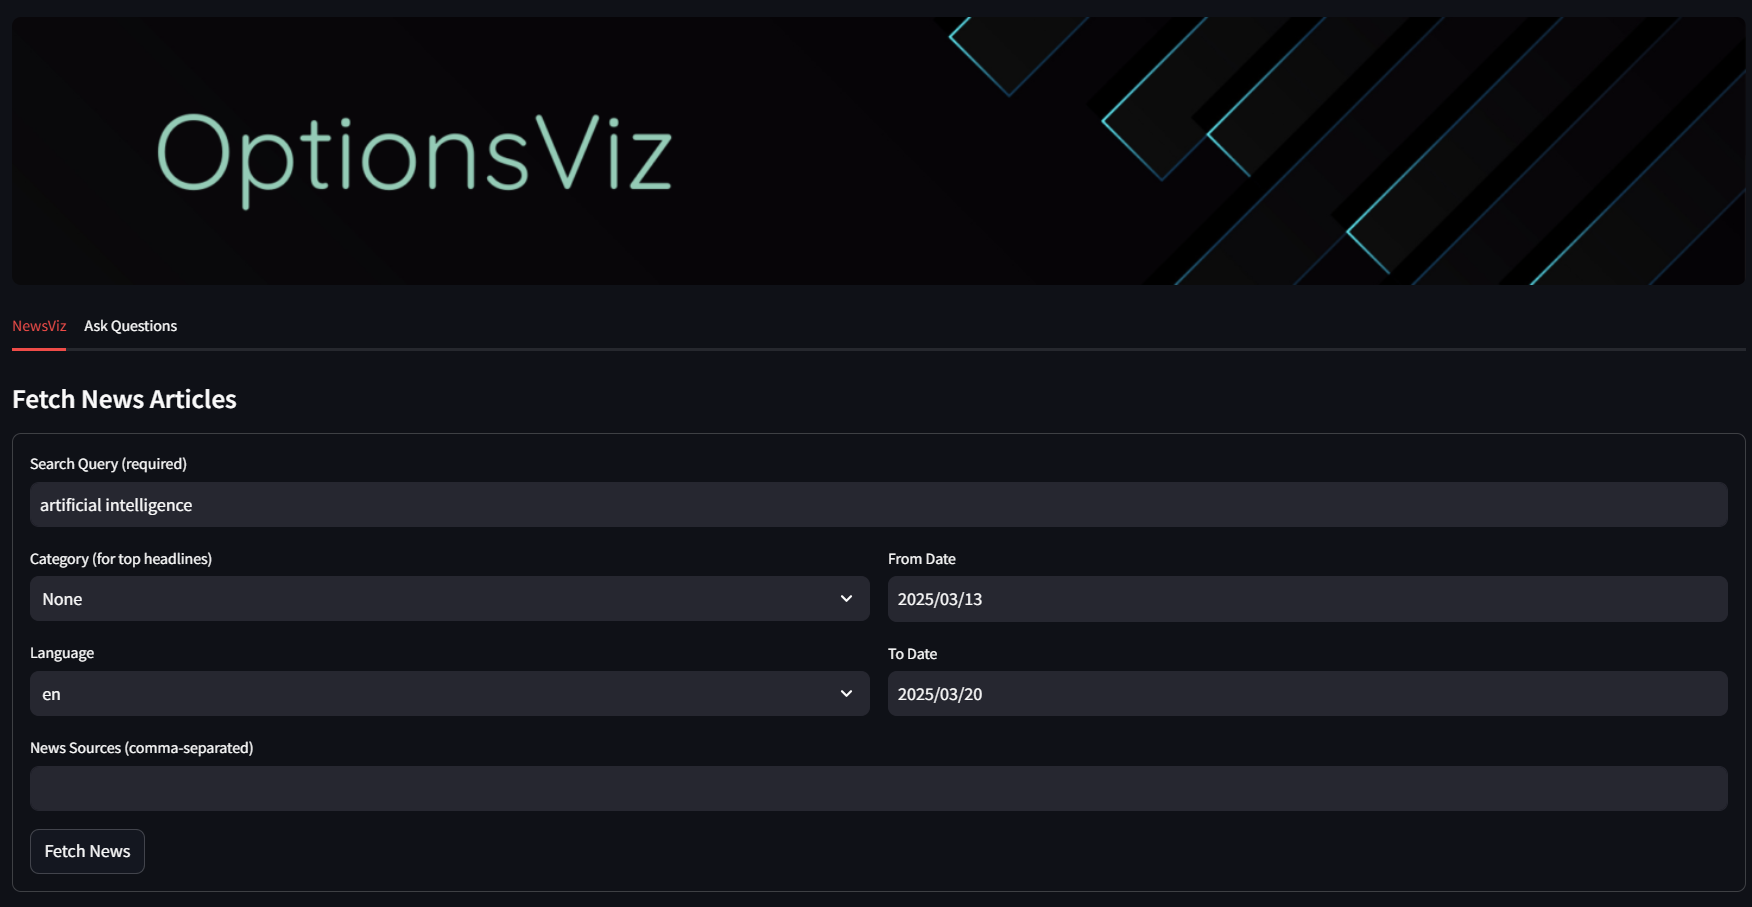 OptionsViz
NewsViz Ask Questions
Fetch News Articles
Search Query (required)
artificial intelligence
Category (for top headlines)
None
From Date
2025/03/13
Language
en
To Date
2025/03/20
News Sources (comma-separated)
Fetch News